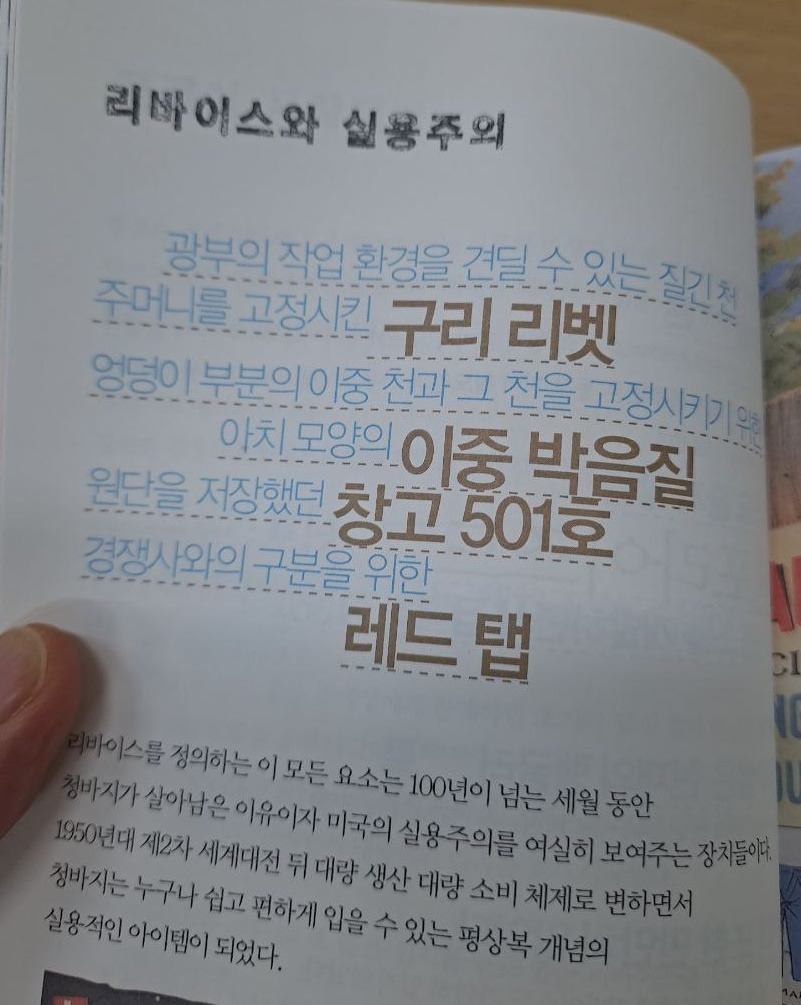 리바이스와 실용주의
광부의 작업 환경을 견딜 수 있는 질긴 천
주머니를 고정시킨 구리 리벳
엉덩이 부분의 이중 천과 그 천을 고정시키기 위한
아치 모양의 이중 박음질
원단을 저장했던 창고 501호
경쟁사와의 구분을 위한
레드 탭
리바이스를 정의하는 이 모든 요소는 100년이 넘는 세월 동안
청바지가 살아남은 이유이자 미국의 실용주의를 여실히 보여주는 장치들이다.
1950년대 제2차 세계대전 뒤 대량 생산 대량 소비 체제로 변하면서
청바지는 누구나 쉽고 편하게 입을 수 있는 평상복 개념의
실용적인 아이템이 되었다.